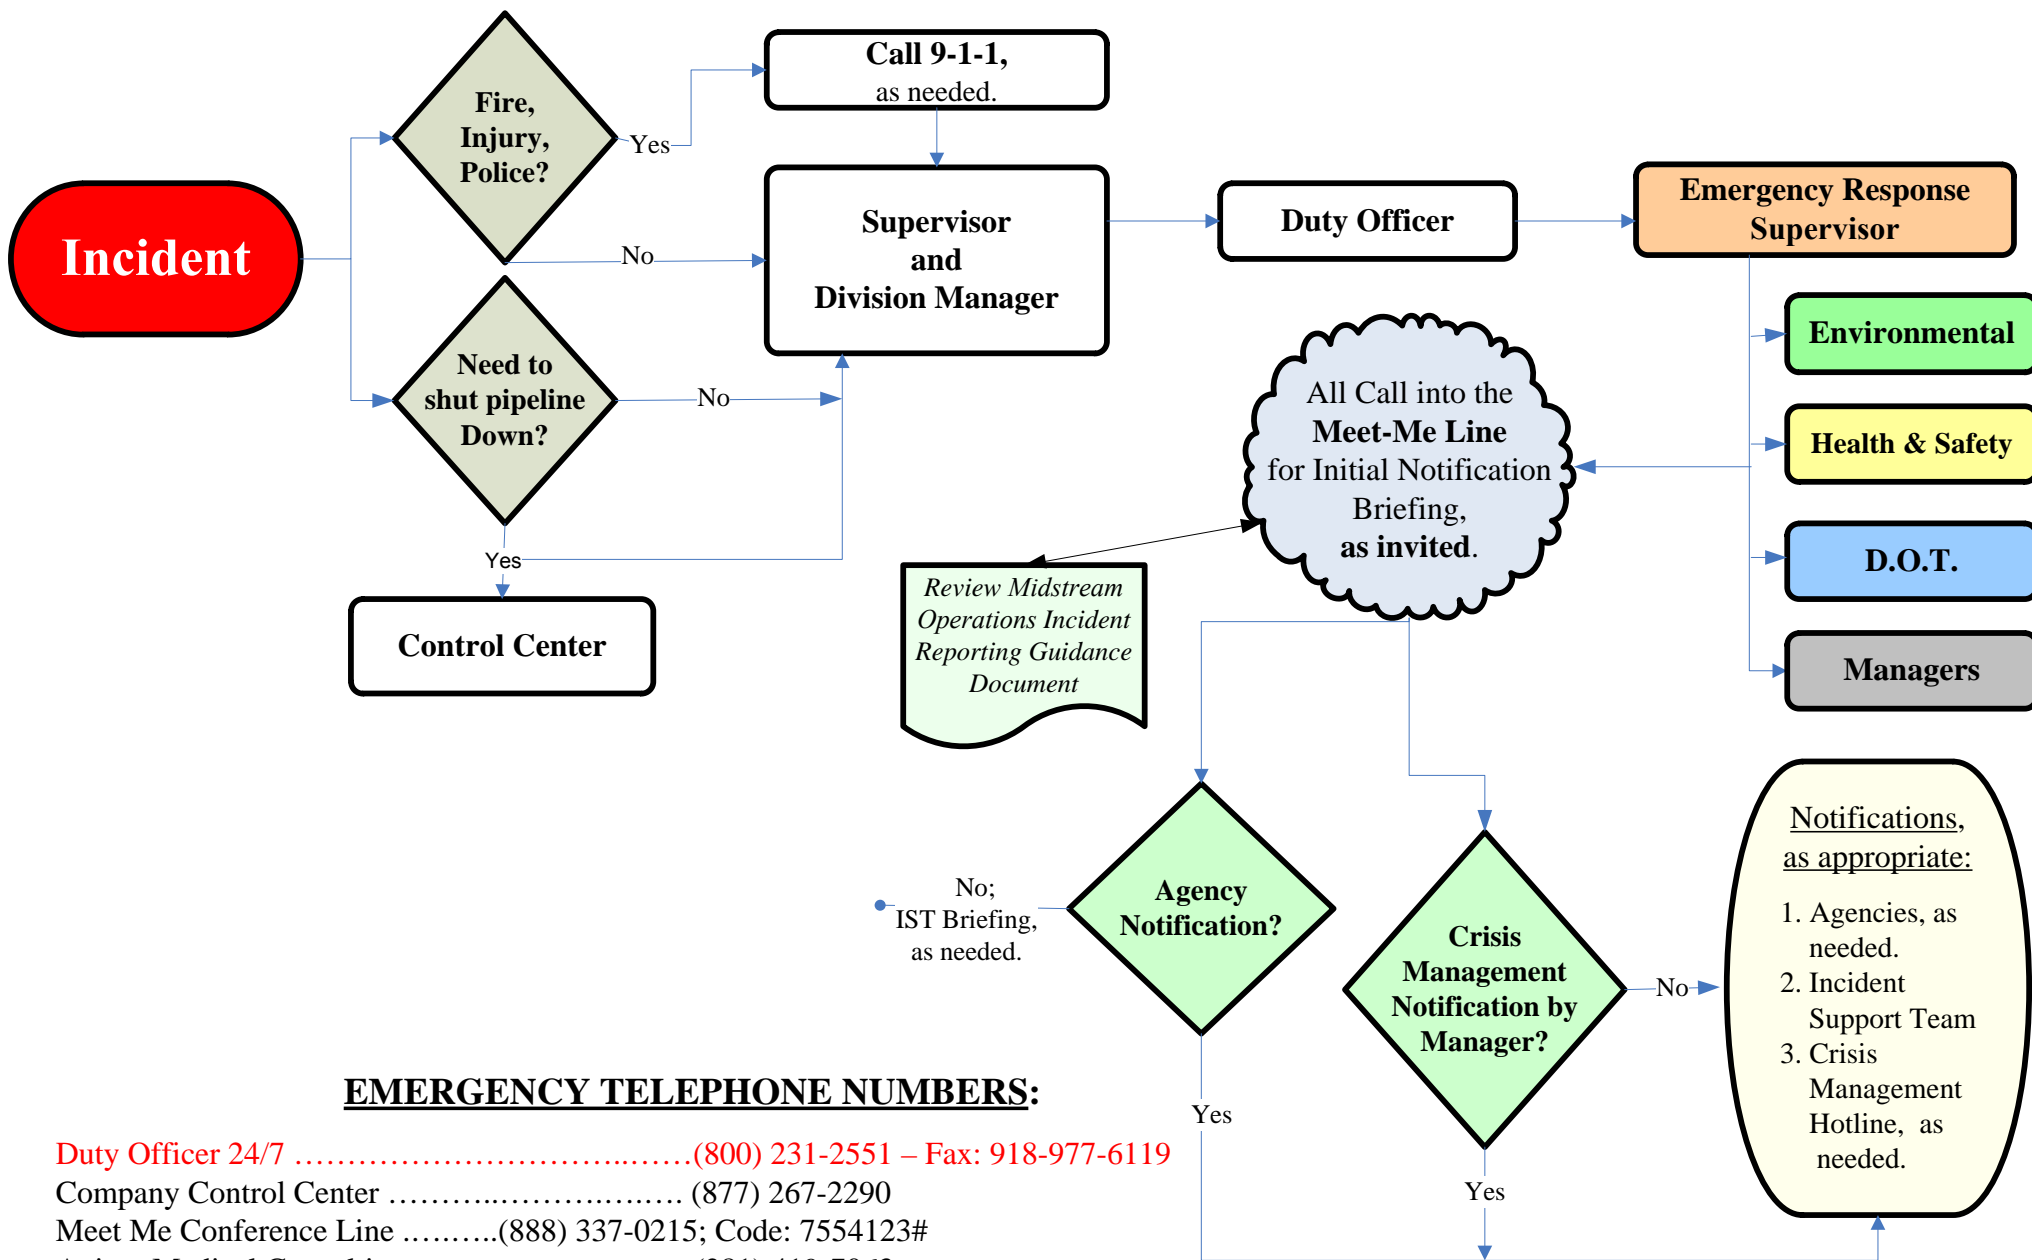 Incident
Fire,
Injury,
Police?
Yes
No
Call 9-1-1,
as needed.
Supervisor
and
Division Manager
Duty Officer
Emergency Response
Supervisor
Need to
shut pipeline
Down?
No
Yes
Control Center
Environmental
Health & Safety
D.O.T.
Managers
All Call into the
Meet-Me Line
for Initial Notification
Briefing,
as invited.
Review Midstream
Operations Incident
Reporting Guidance
Document
Agency
Notification?
No;
IST Briefing,
as needed.
Yes
Crisis
Management
Notification by
Manager?
No
Yes
Notifications,
as appropriate:
1. Agencies, as
needed.
2. Incident
Support Team
3. Crisis
Management
Hotline, as
needed.
EMERGENCY TELEPHONE NUMBERS:
Duty Officer 24/7 …………………………..……(800) 231-2551 – Fax: 918-977-6119
Company Control Center ………..……….….…. (877) 267-2290
Meet Me Conference Line ….…..(888) 337-0215; Code: 7554123#